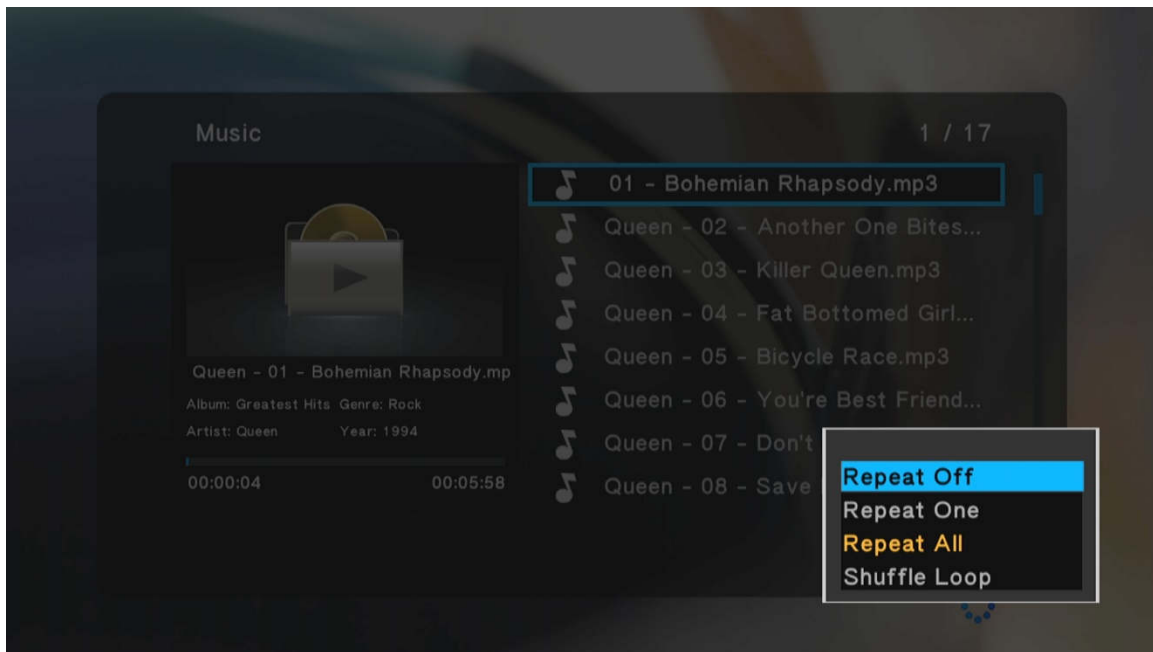 Music
1 / 17
01 - Bohemian Rhapsody.mp3
Queen - 02 - Another One Bites...
Queen - 03 - Killer Queen.mp3
Queen - 04 - Fat Bottomed Girl...
Queen - 05 - Bicycle Race.mp3
Queen - 06 - You're Best Friend...
Queen - 07 - Don't
Queen - 08 - Save
Queen - 01 - Bohemian Rhapsody.mp
Album: Greatest Hits Genre: Rock
Artist: Queen Year: 1994
00:00:04 00:05:58
Repeat Off
Repeat One
Repeat All
Shuffle Loop